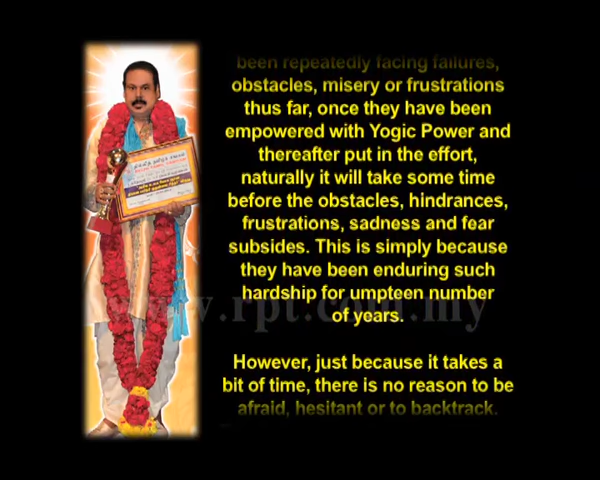 been repeatedly facing failures,
obstacles, misery or frustrations
thus far, once they have been
empowered with Yogic Power and
thereafter put in the effort,
naturally it will take some time
before the obstacles, hindrances,
frustrations, sadness and fear
subsides. This is simply because
they have been enduring such
hardship for umpteen number
of years.
However, just because it takes a
bit of time, there is no reason to be
afraid, hesitant or to backtrack.
www.rpt.com.my